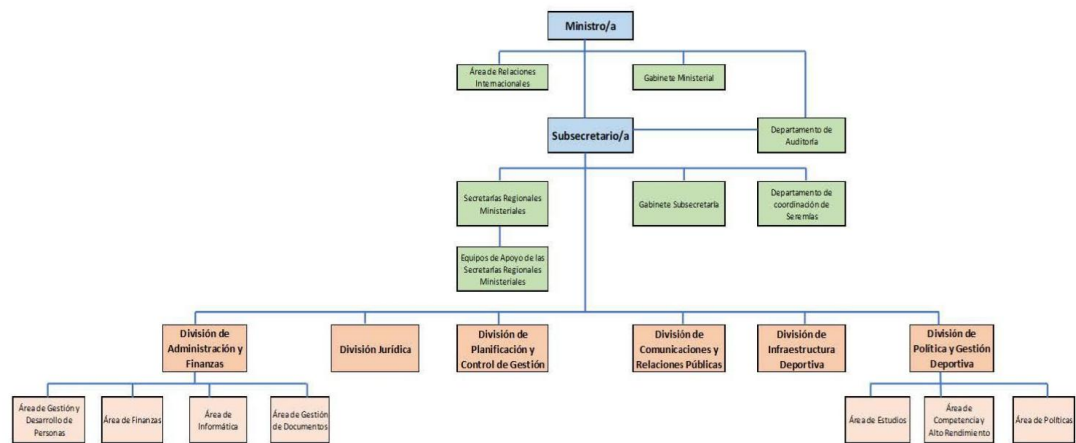 Ministro/a
Área de Relaciones
Internacionales
Gabinete Ministerial
Subsecretario/a
Departamento de
Auditoría
Secretarías Regionales
Ministeriales
Gabinete Subsecretaría
Departamento de
coordinación de
Seremías
Equipos de Apoyo de las
Secretarías Regionales
Ministeriales
División de
Administración y
Finanzas
División Jurídica
División de
Planificación y
Control de Gestión
División de
Comunicaciones y
Relaciones Públicas
División de
Infraestructura
Deportiva
División de
Política y Gestión
Deportiva
Área de Gestión y
Desarrollo de
Personas
Área de Finanzas
Área de
Informática
Área de Gestión
de Documentos
Área de Estudios
Área de
Competencia y
Alto Rendimiento
Área de Políticas